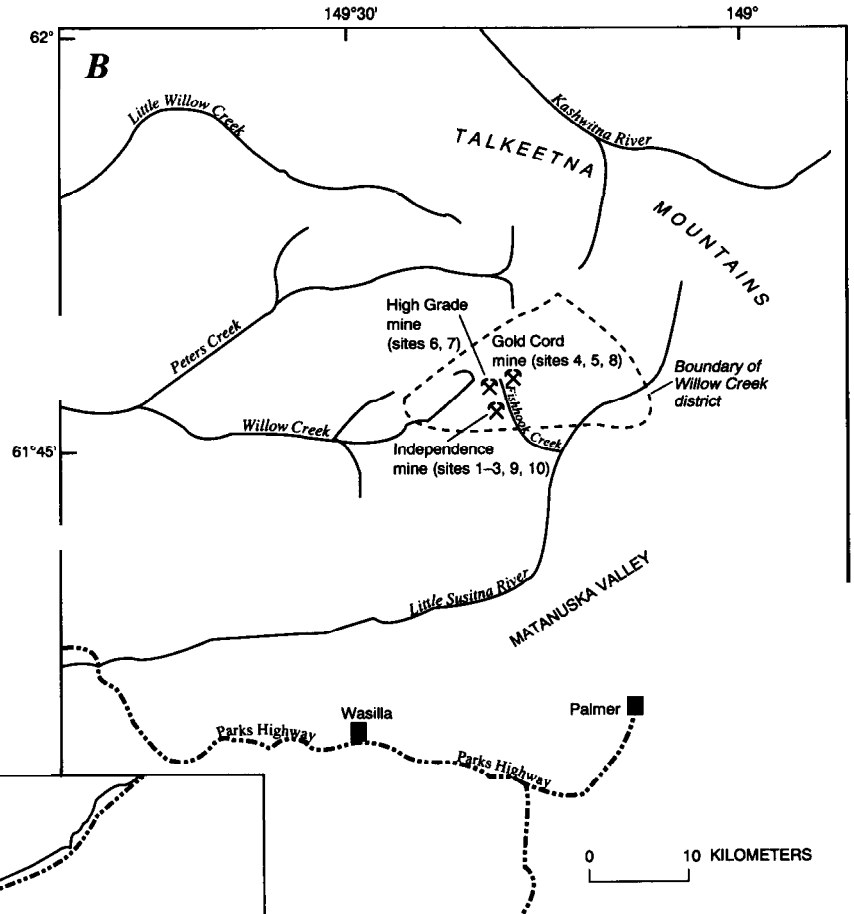 149°30'
149°
62°
B
Little Willow Creek
Kashwitna River
TALKEETNA
MOUNTAINS
High Grade
mine
(sites 6, 7)
Gold Cord
mine (sites 4, 5, 8)
Peters Creek
Boundary of
Willow Creek
district
Fishhook Creek
Willow Creek
61°45'
Independence
mine (sites 1–3, 9, 10)
Little Susitna River
MATANUSKA VALLEY
Wasilla
Palmer
Parks Highway
Parks Highway
0 10 KILOMETERS